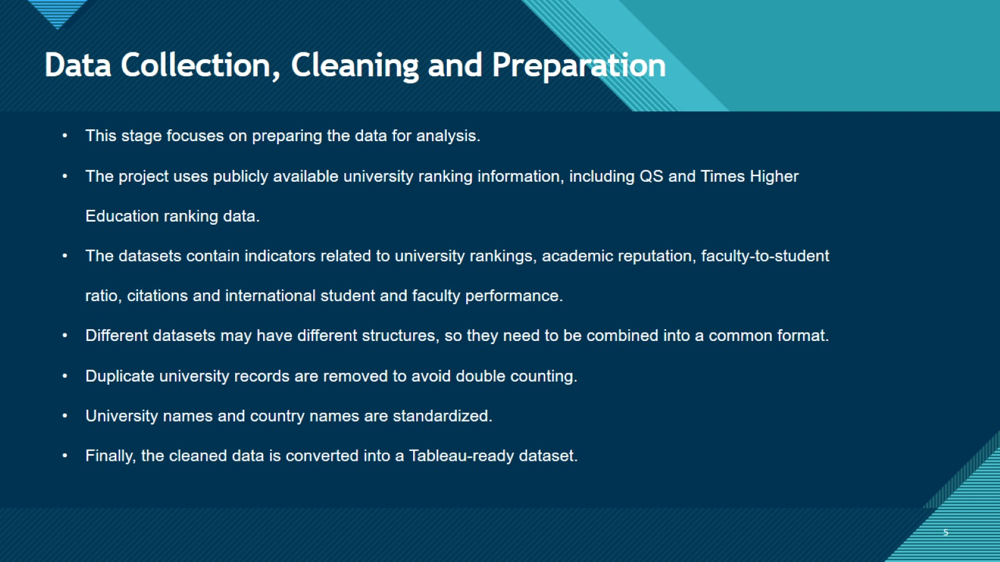 Data Collection, Cleaning and Preparation
• This stage focuses on preparing the data for analysis.
• The project uses publicly available university ranking information, including QS and Times Higher
Education ranking data.
• The datasets contain indicators related to university rankings, academic reputation, faculty-to-student
ratio, citations and international student and faculty performance.
• Different datasets may have different structures, so they need to be combined into a common format.
• Duplicate university records are removed to avoid double counting.
• University names and country names are standardized.
• Finally, the cleaned data is converted into a Tableau-ready dataset.
5